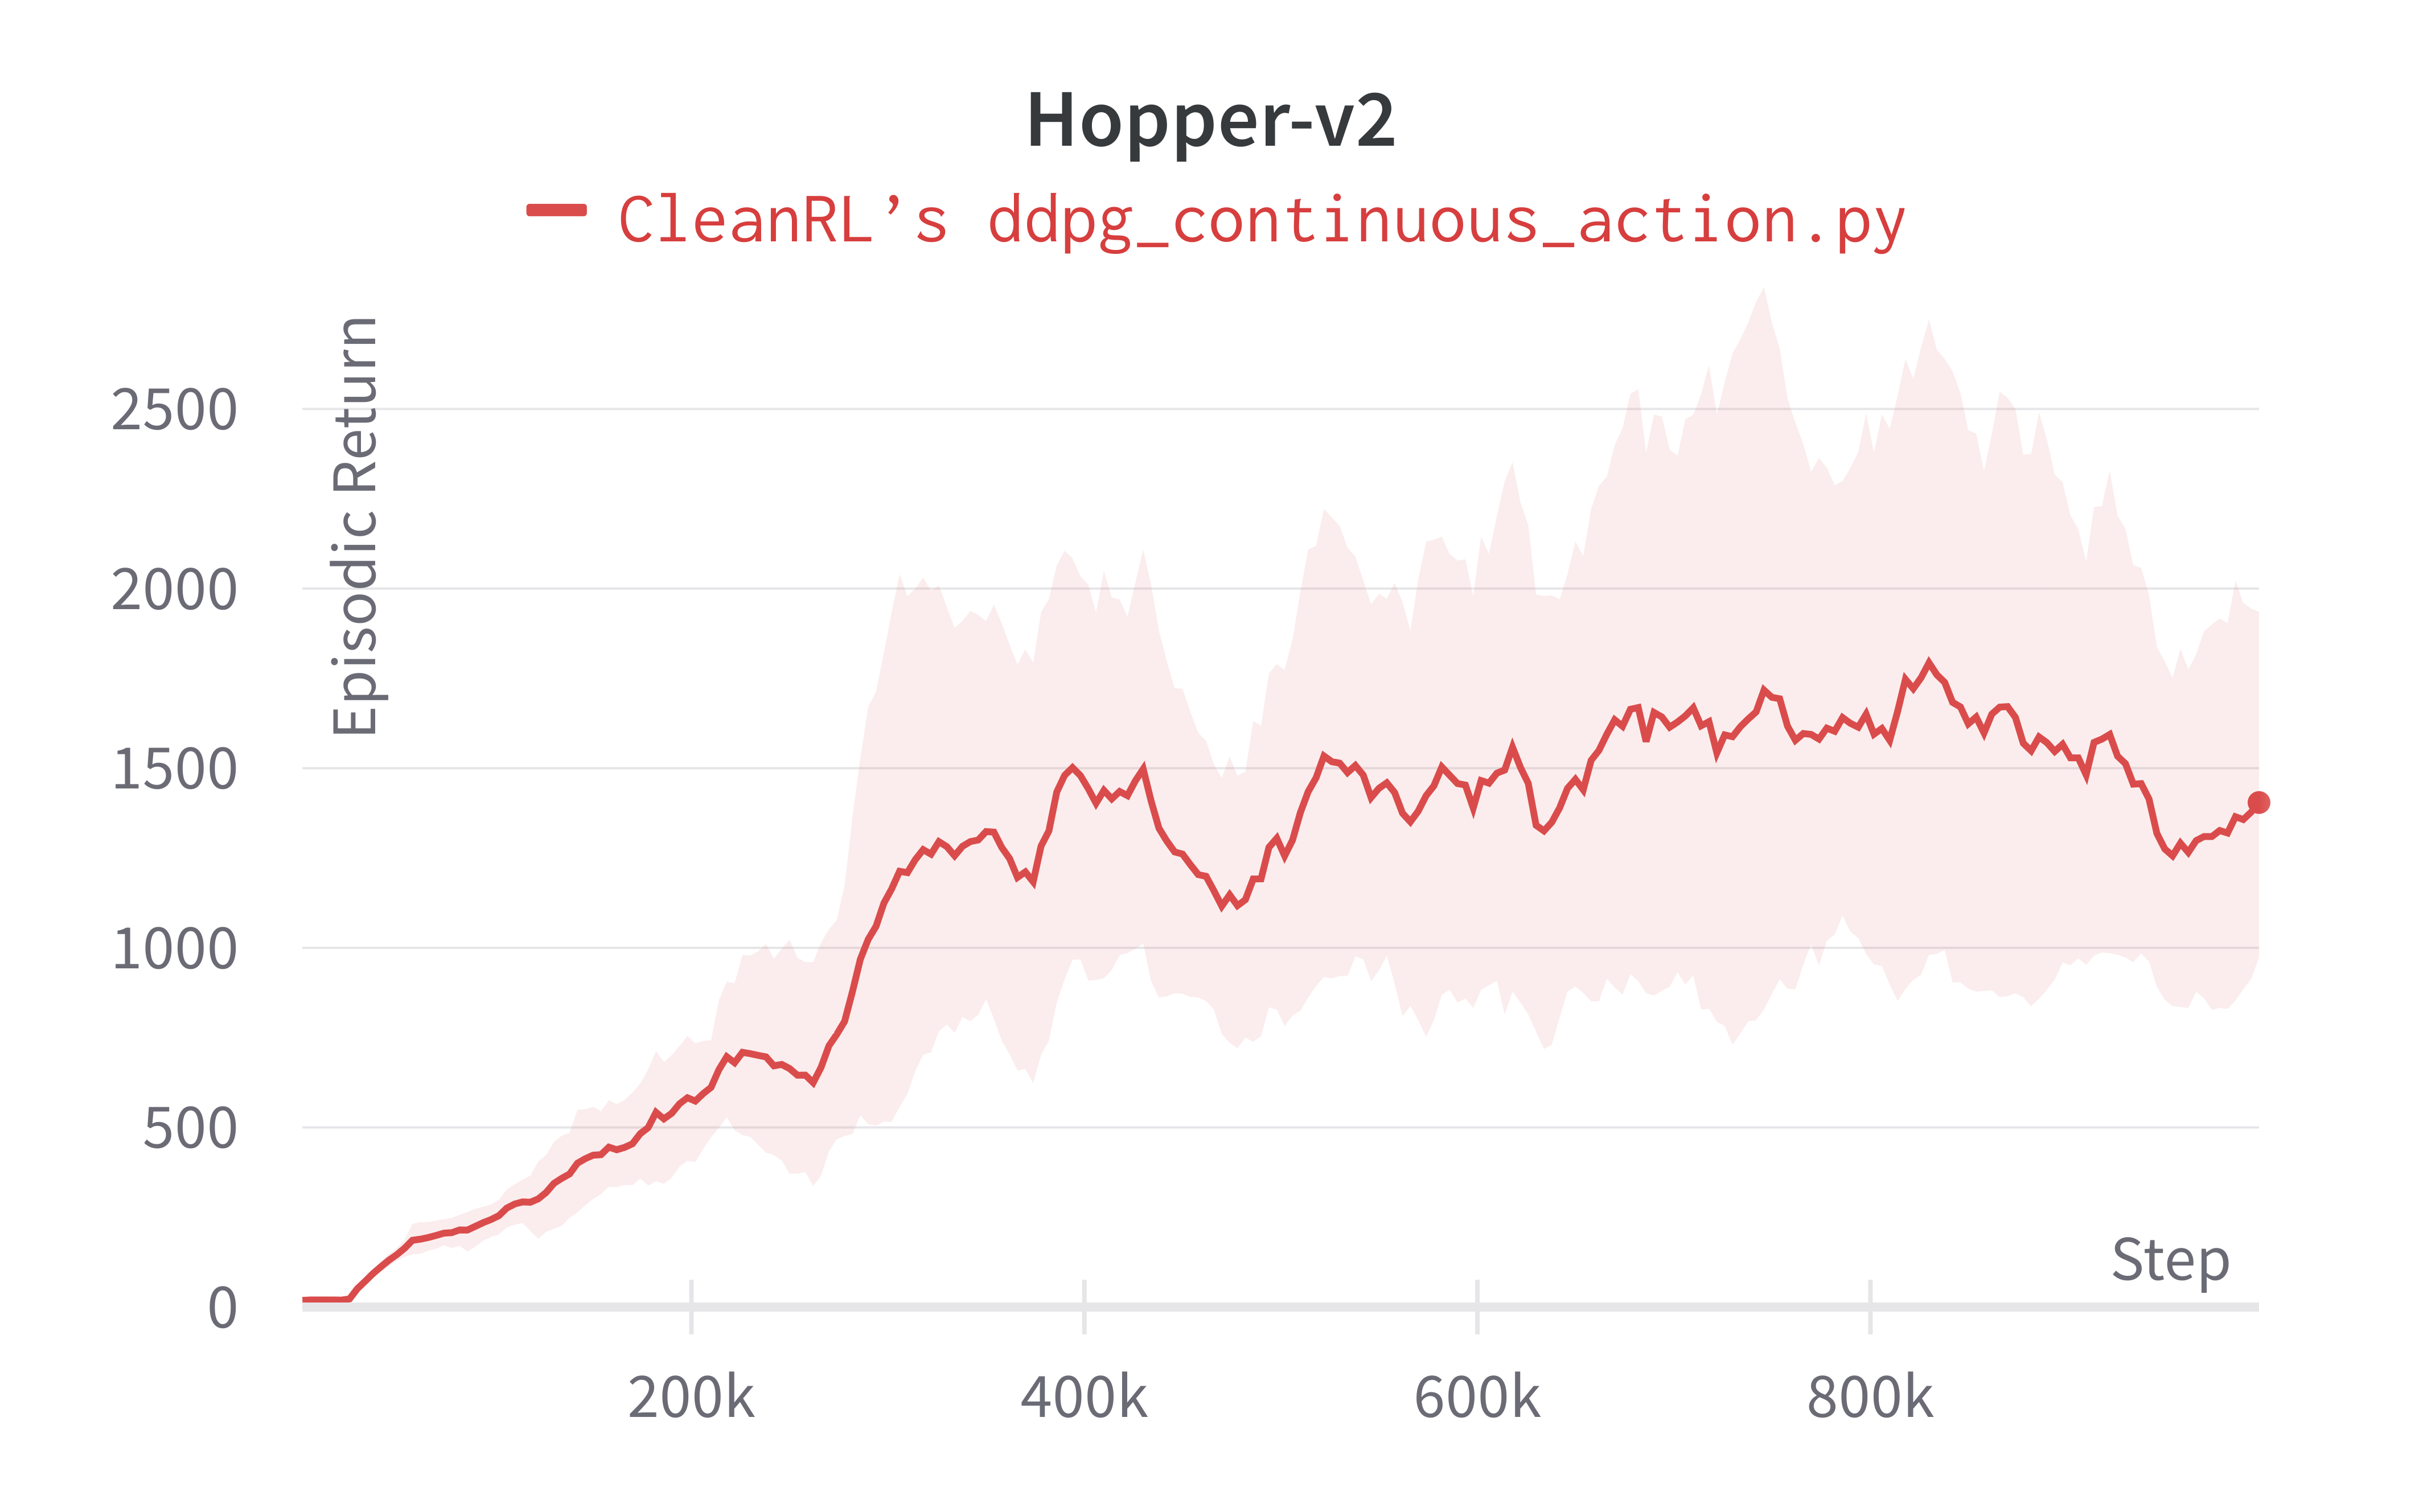 Hopper-v2
CleanRL’s ddpg_continuous_action.py
Episodic Return
2500
2000
1500
1000
500
0
Step
200k
400k
600k
800k